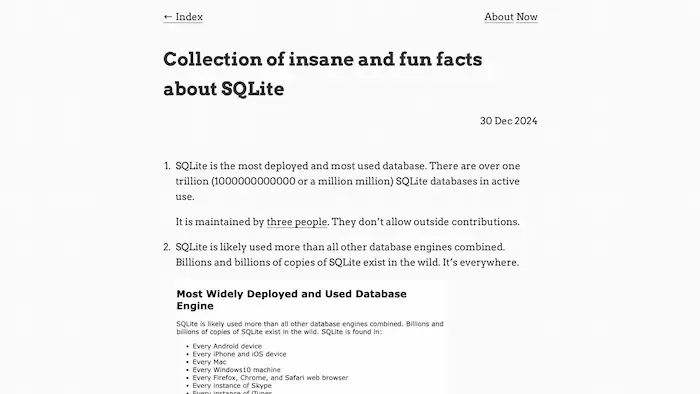 ← Index
About Now
Collection of insane and fun facts
about SQLite
30 Dec 2024
1. SQLite is the most deployed and most used database. There are over one
trillion (1000000000000 or a million million) SQLite databases in active
use.
It is maintained by three people. They don’t allow outside contributions.
2. SQLite is likely used more than all other database engines combined.
Billions and billions of copies of SQLite exist in the wild. It’s everywhere.
Most Widely Deployed and Used Database
Engine
SQLite is likely used more than all other database engines combined. Billions and
billions of copies of SQLite exist in the wild. SQLite is found in:
• Every Android device
• Every iPhone and iOS device
• Every Mac
• Every Windows10 machine
• Every Firefox, Chrome, and Safari web browser
• Every instance of Skype
• Every instance of iTunes